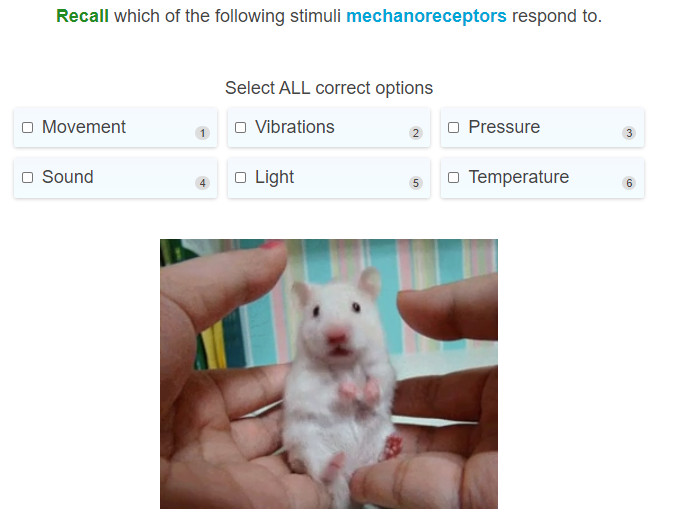 Recall which of the following stimuli mechanoreceptors respond to.
Select ALL correct options
Movement 1 Vibrations 2 Pressure 3
Sound 4 Light 5 Temperature 6